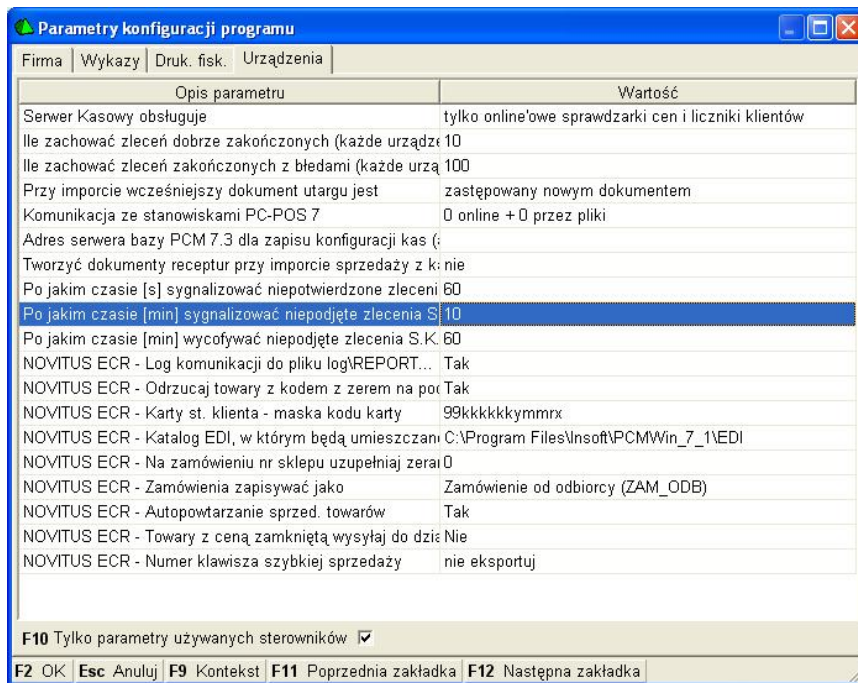 Parametry konfiguracji programu
Firma Wykazy Druk. fisk. Urządzenia
Opis parametru Wartość
Serwer Kasowy obsługuje tylko online'owe sprawdzarki cen i liczniki klientów
Ile zachować zleceń dobrze zakończonych (każde urządze 10
Ile zachować zleceń zakończonych z błedami (każde urzą 100
Przy imporcie wcześniejszy dokument utargu jest zastępowany nowym dokumentem
Komunikacja ze stanowiskami PC-POS 7 0 online + 0 przez pliki
Adres serwera bazy PCM 7.3 dla zapisu konfiguracji kas (
Tworzyć dokumenty receptur przy imporcie sprzedaży z k nie
Po jakim czasie [s] sygnalizować niepotwierdzone zleceni 60
Po jakim czasie [min] sygnalizować niepodjęte zlecenia S 10
Po jakim czasie [min] wycofywać niepodjęte zlecenia S.K. 60
NOVITUS ECR - Log komunikacji do pliku log\REPORT... Tak
NOVITUS ECR - Odrzucaj towary z kodem z zerem na poc Tak
NOVITUS ECR - Karty st. klienta - maska kodu karty 99kkkkkkymmrx
NOVITUS ECR - Katalog EDI, w którym będą umieszczan C:\Program Files\Insoft\PCMWin_7_1\EDI
NOVITUS ECR - Na zamówieniu nr sklepu uzupełniaj zeram 0
NOVITUS ECR - Zamówienia zapisywać jako Zamówienie od odbiorcy (ZAM_ODB)
NOVITUS ECR - Autopowtarzanie sprzed. towarów Tak
NOVITUS ECR - Towary z ceną zamkniętą wysyłaj do dzia Nie
NOVITUS ECR - Numer klawisza szybkiej sprzedaży nie eksportuj
F10 Tylko parametry używanych sterowników
F2 OK Esc Anuluj F9 Kontekst F11 Poprzednia zakładka F12 Następna zakładka